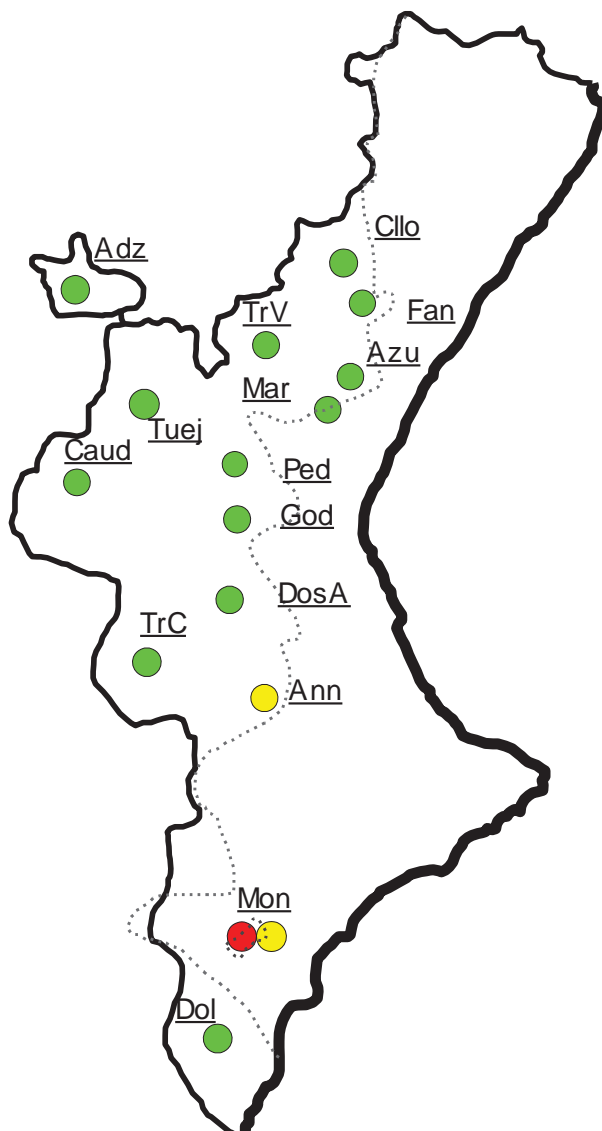 Cllo
Adz
Fan
TrV
Azu
Mar
Tuej
Caud
Ped
God
DosA
TrC
Ann
Mon
Dol